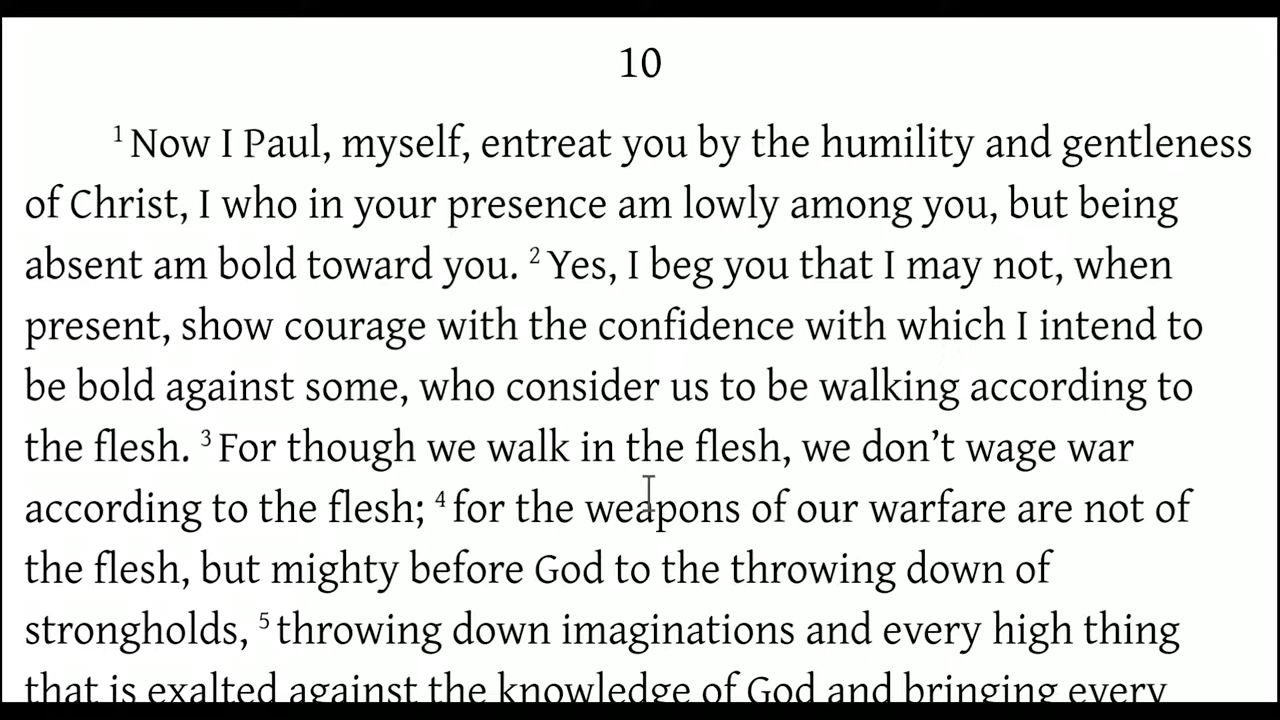 10
1 Now I Paul, myself, entreat you by the humility and gentleness
of Christ, I who in your presence am lowly among you, but being
absent am bold toward you. 2 Yes, I beg you that I may not, when
present, show courage with the confidence with which I intend to
be bold against some, who consider us to be walking according to
the flesh. 3 For though we walk in the flesh, we don’t wage war
according to the flesh; 4 for the weapons of our warfare are not of
the flesh, but mighty before God to the throwing down of
strongholds, 5 throwing down imaginations and every high thing
that is exalted against the knowledge of God and bringing every